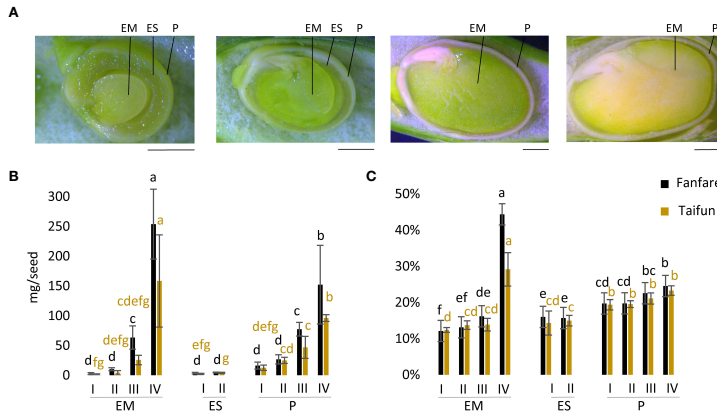 A
EM ES P
EM ES P
EM P
EM P
B
mg/seed
300
250
200
150
100
50
0
d fg
d defg
c cdefg
a a
d efg
d g
d defg
d cd
c c
b a
I II III IV
I II
I II III IV
EM
ES
P
C
50%
40%
30%
20%
10%
0%
f d
ef cd
de cd
a a
e cd
e cd
cd b
cd b
bc b
b b
I II III IV
I II
I II III IV
EM
ES
P
Fanfare
Taifun